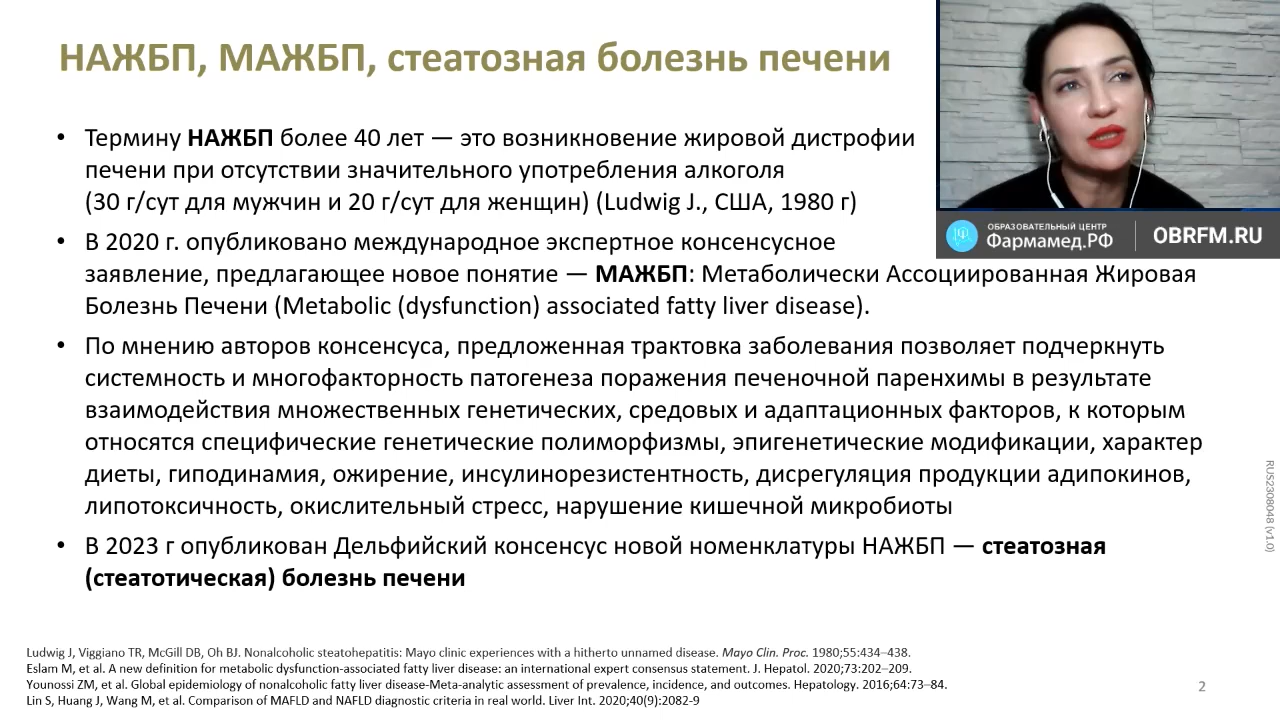 НАЖБП, МАЖБП, стеатозная болезнь печени
• Термину НАЖБП более 40 лет — это возникновение жировой дистрофии
печени при отсутствии значительного употребления алкоголя
(30 г/сут для мужчин и 20 г/сут для женщин) (Ludwig J., США, 1980 г)
• В 2020 г. опубликовано международное экспертное консенсусное
заявление, предлагающее новое понятие — МАЖБП: Метаболически Ассоциированная Жировая
Болезнь Печени (Metabolic (dysfunction) associated fatty liver disease).
• По мнению авторов консенсуса, предложенная трактовка заболевания позволяет подчеркнуть
системность и многофакторность патогенеза поражения печеночной паренхимы в результате
взаимодействия множественных генетических, средовых и адаптационных факторов, к которым
относятся специфические генетические полиморфизмы, эпигенетические модификации, характер
диеты, гиподинамия, ожирение, инсулинорезистентность, дисрегуляция продукции адипокинов,
липотоксичность, окислительный стресс, нарушение кишечной микробиоты
• В 2023 г опубликован Дельфийский консенсус новой номенклатуры НАЖБП — стеатозная
(стеатотическая) болезнь печени
ОБРАЗОВАТЕЛЬНЫЙ ЦЕНТР
Фармамед.РФ
OBRFM.RU
RUS2308048 (v1.0)
Ludwig J, Viggiano TR, McGill DB, Oh BJ. Nonalcoholic steatohepatitis: Mayo clinic experiences with a hitherto unnamed disease. Mayo Clin. Proc. 1980;55:434–438.
Eslam M, et al. A new definition for metabolic dysfunction-associated fatty liver disease: an international expert consensus statement. J. Hepatol. 2020;73:202–209.
Younossi ZM, et al. Global epidemiology of nonalcoholic fatty liver disease-Meta-analytic assessment of prevalence, incidence, and outcomes. Hepatology. 2016;64:73–84.
Lin S, Huang J, Wang M, et al. Comparison of MAFLD and NAFLD diagnostic criteria in real world. Liver Int. 2020;40(9):2082-9
2